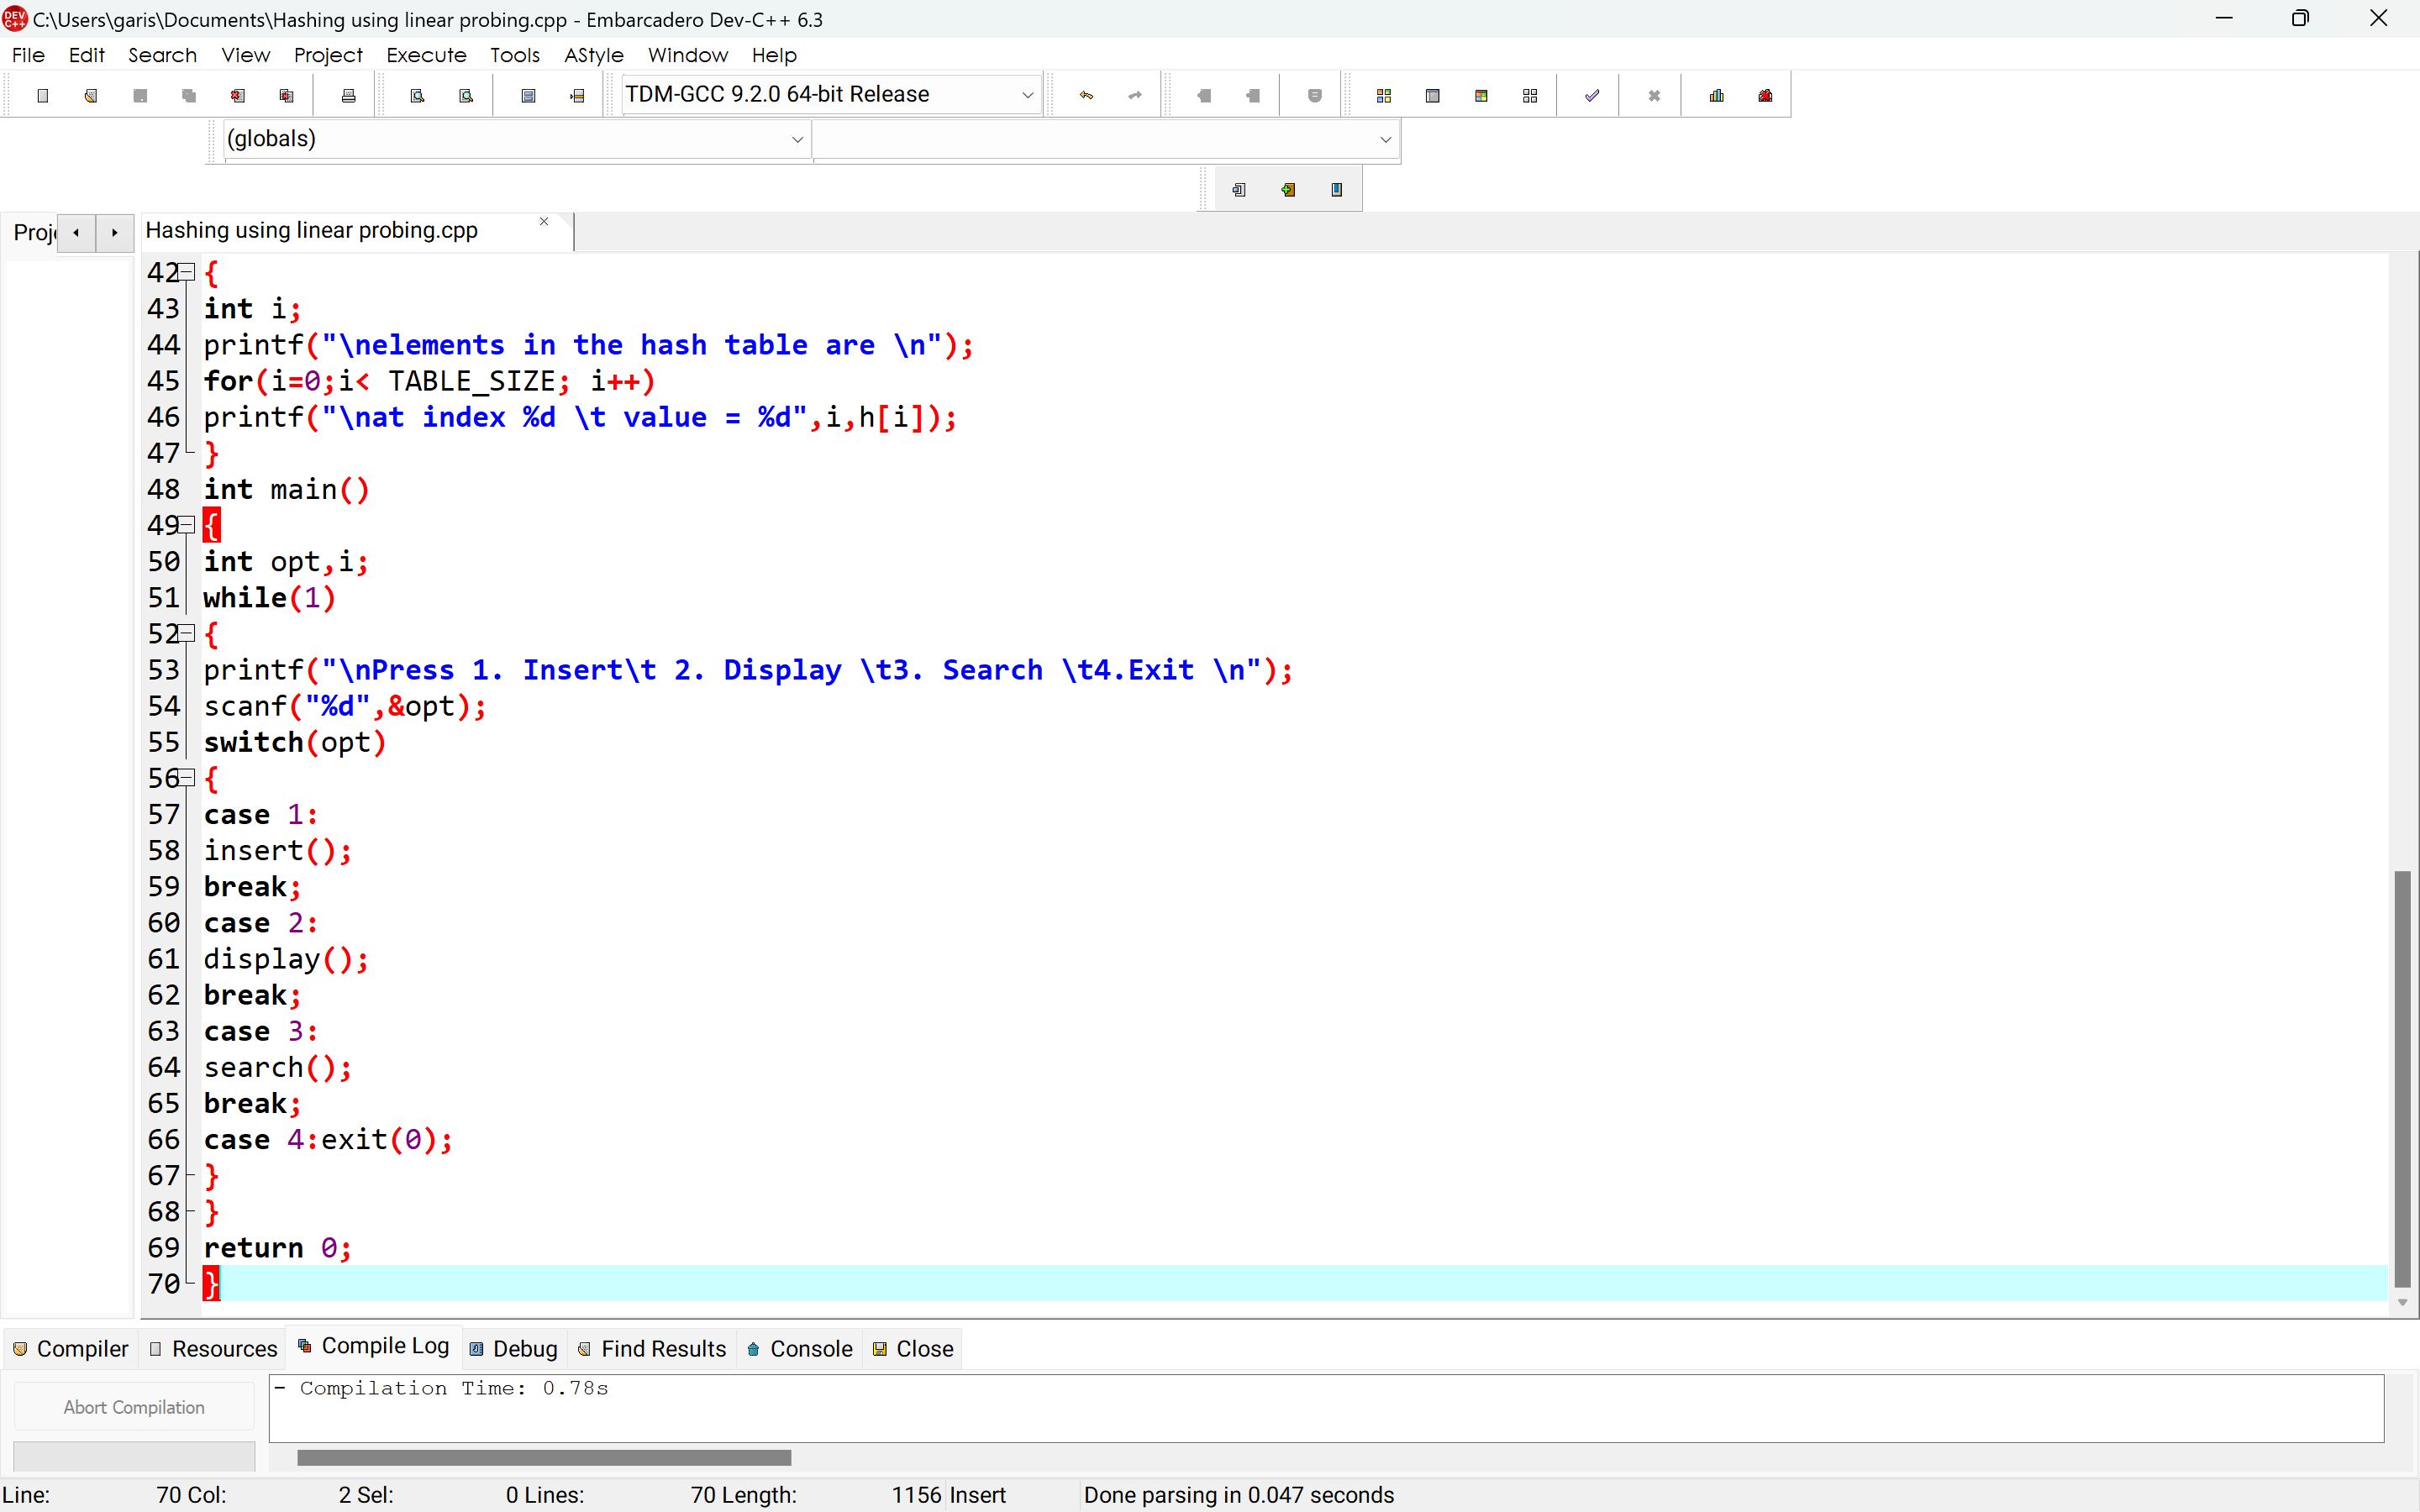 C:\Users\garis\Documents\Hashing using linear probing.cpp - Embarcadero Dev-C++ 6.3
File Edit Search View Project Execute Tools AStyle Window Help
TDM-GCC 9.2.0 64-bit Release
(globals)
Proj
Hashing using linear probing.cpp
42 {
43 int i;
44 printf("\nelements in the hash table are \n");
45 for(i=0;i< TABLE_SIZE; i++)
46 printf("\nat index %d \t value = %d",i,h[i]);
47 }
48 int main()
49 {
50 int opt,i;
51 while(1)
52 {
53 printf("\nPress 1. Insert\t 2. Display \t3. Search \t4.Exit \n");
54 scanf("%d",&opt);
55 switch(opt)
56 {
57 case 1:
58 insert();
59 break;
60 case 2:
61 display();
62 break;
63 case 3:
64 search();
65 break;
66 case 4:exit(0);
67 }
68 }
69 return 0;
70 }
Compiler Resources Compile Log Debug Find Results Console Close
Abort Compilation
- Compilation Time: 0.78s
Line: 70 Col: 2 Sel: 0 Lines: 70 Length: 1156 Insert Done parsing in 0.047 seconds